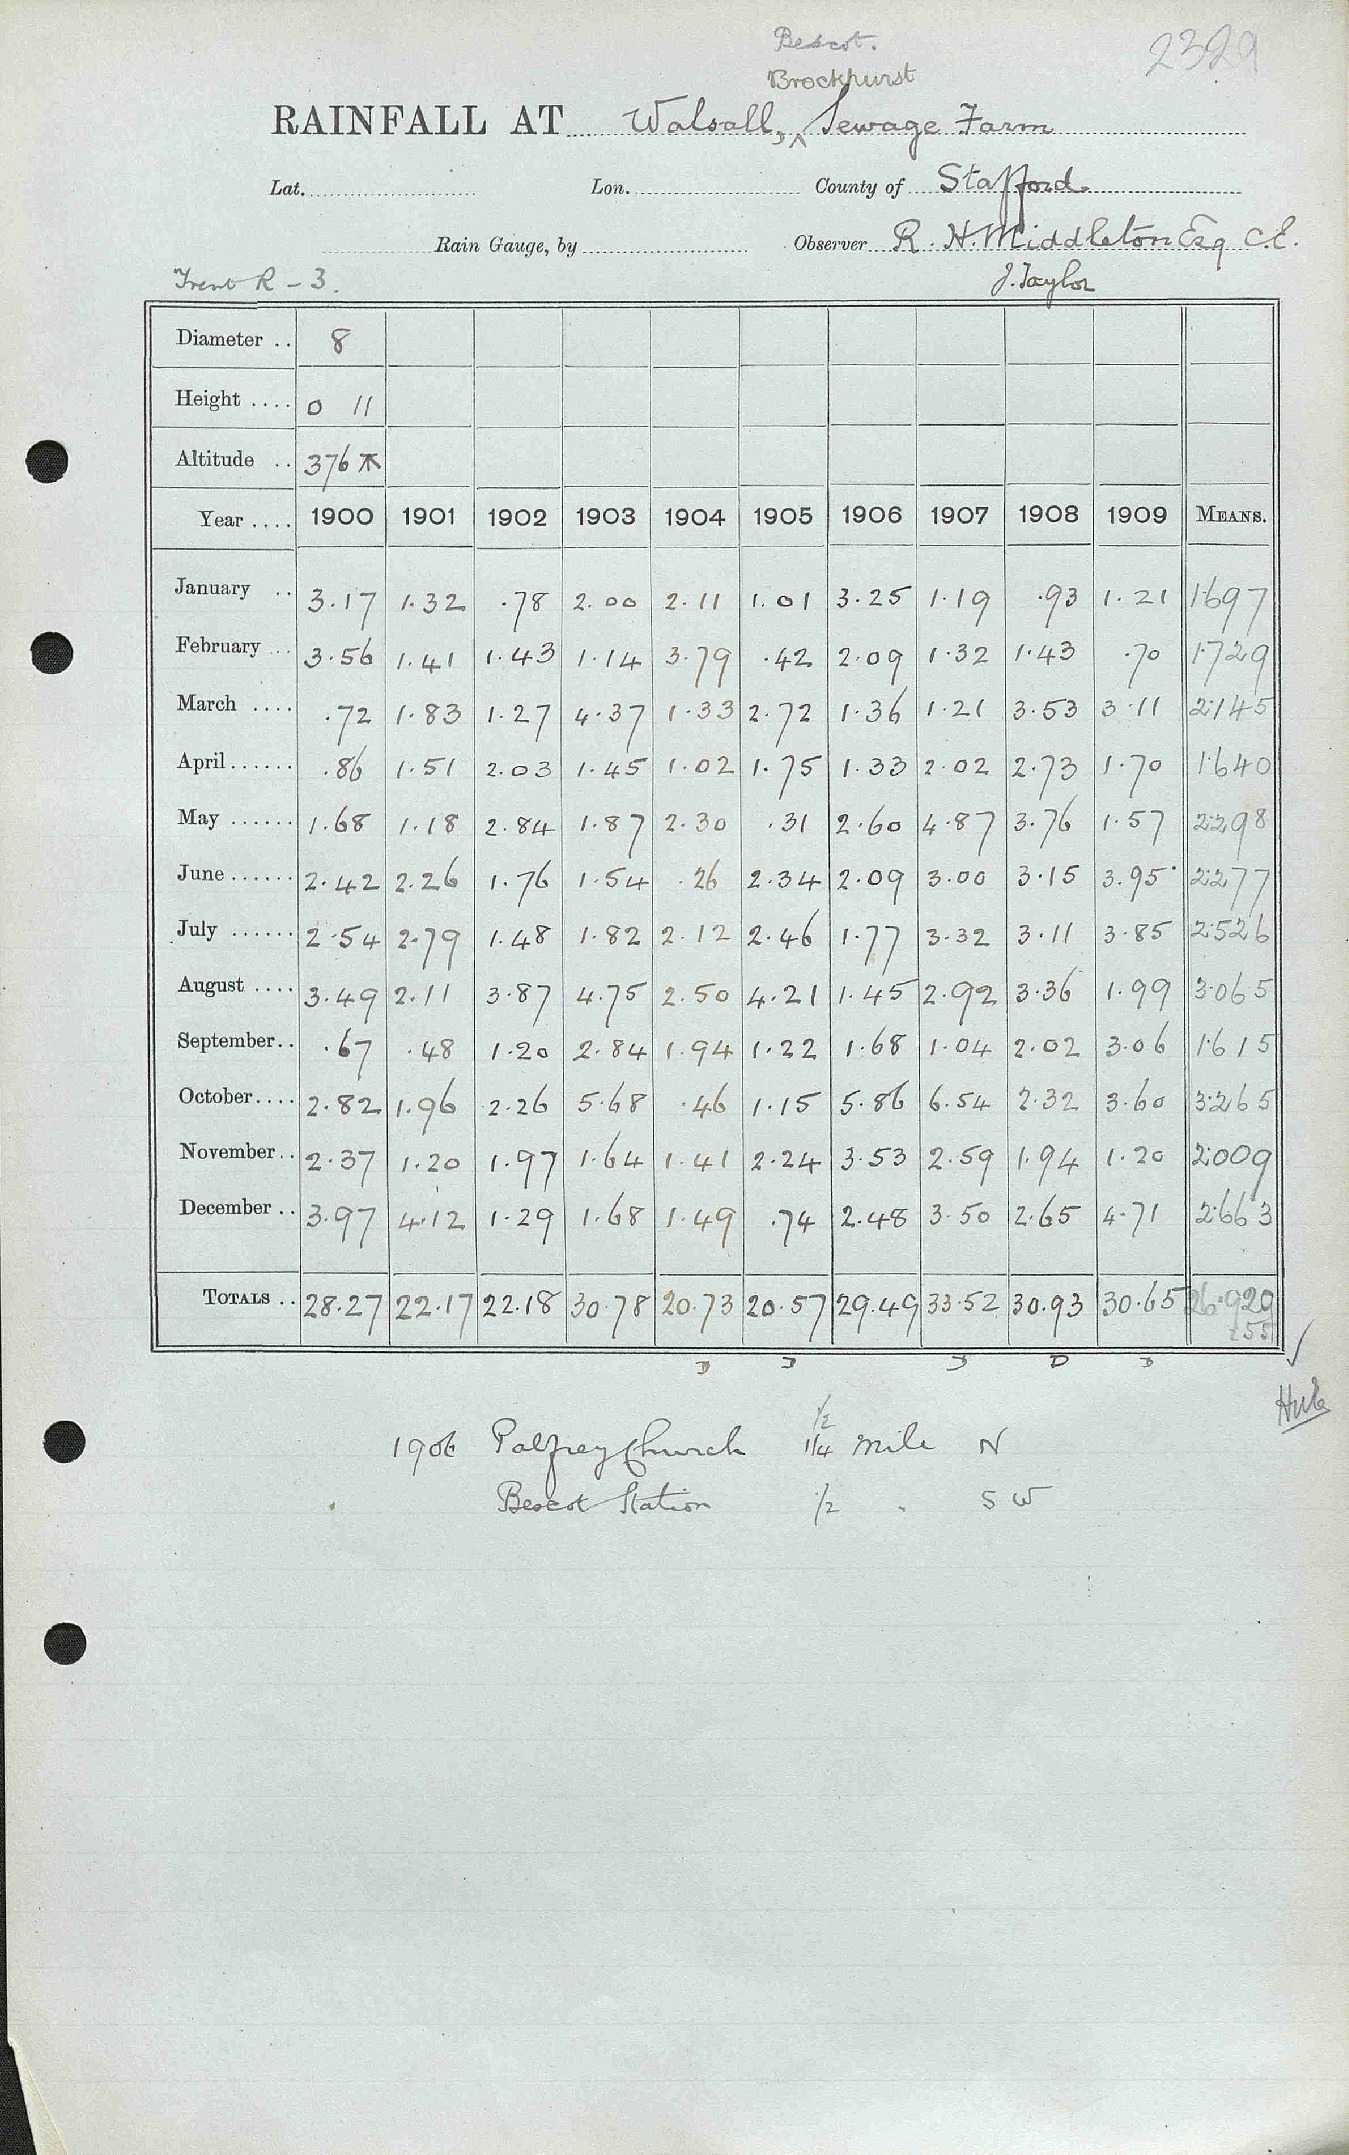 Bescot.
2329
Brockhurst
RAINFALL AT Walsall, ^ Sewage Farm
Lat. Lon. County of Stafford
Rain Gauge, by Observer R. H. Middleton Esq C.E.
Trent R - 3. J. Taylor
Diameter .. 8
Height .... 0 11
Altitude .. 376
Year .... 1900 1901 1902 1903 1904 1905 1906 1907 1908 1909 MEANS.
January .. 3.17 1.32 .78 2.00 2.11 1.01 3.25 1.19 .93 1.21 1.697
February .. 3.56 1.41 1.43 1.14 3.79 .42 2.09 1.32 1.43 .70 1.729
March .... .72 1.83 1.27 4.37 1.33 2.72 1.36 1.21 3.53 3.11 2.145
April...... .86 1.51 2.03 1.45 1.02 1.75 1.33 2.02 2.73 1.70 1.640
May ...... 1.68 1.18 2.84 1.87 2.30 .31 2.60 4.87 3.76 1.57 2.298
June...... 2.42 2.26 1.76 1.54 .26 2.34 2.09 3.00 3.15 3.95 2.277
July ...... 2.54 2.79 1.48 1.82 2.12 2.46 1.77 3.32 3.11 3.85 2.526
August .... 3.49 2.11 3.87 4.75 2.50 4.21 1.45 2.92 3.36 1.99 3.065
September.. .67 .48 1.20 2.84 1.94 1.22 1.68 1.04 2.02 3.06 1.615
October.... 2.82 1.96 2.26 5.68 .46 1.15 5.86 6.54 2.32 3.60 3.265
November.. 2.37 1.20 1.97 1.64 1.41 2.24 3.53 2.59 1.94 1.20 2.009
December .. 3.97 4.12 1.29 1.68 1.49 .74 2.48 3.50 2.65 4.71 2.663
TOTALS .. 28.27 22.17 22.18 30.78 20.73 20.57 29.49 33.52 30.93 30.65 26.929
D D D D D
1/2
1906 Palfrey Church 1/4 mile N
Bescot Station 1/2 " SW